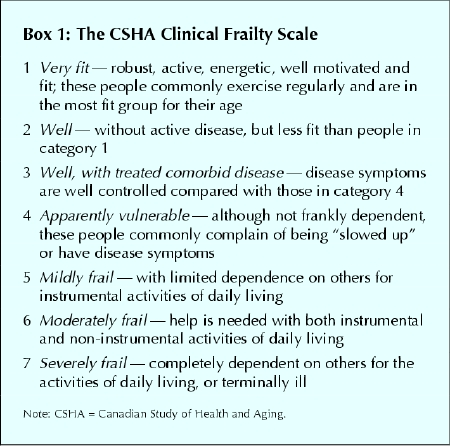 Box 1: The CSHA Clinical Frailty Scale
1 Very fit — robust, active, energetic, well motivated and
fit; these people commonly exercise regularly and are in
the most fit group for their age
2 Well — without active disease, but less fit than people in
category 1
3 Well, with treated comorbid disease — disease symptoms
are well controlled compared with those in category 4
4 Apparently vulnerable — although not frankly dependent,
these people commonly complain of being “slowed up”
or have disease symptoms
5 Mildly frail — with limited dependence on others for
instrumental activities of daily living
6 Moderately frail — help is needed with both instrumental
and non-instrumental activities of daily living
7 Severely frail — completely dependent on others for the
activities of daily living, or terminally ill
Note: CSHA = Canadian Study of Health and Aging.